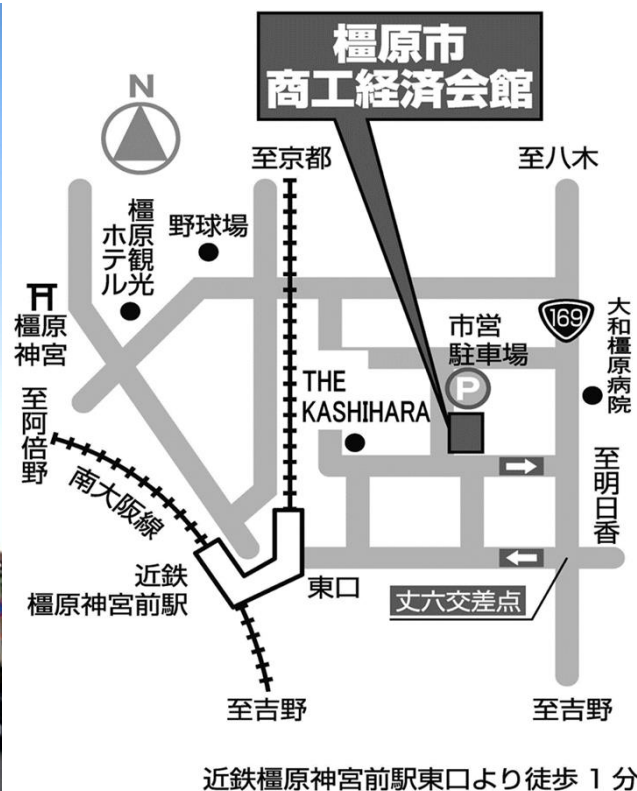 橿原市
商工経済会館
N
至京都
至八木
橿原観光
ホテル
野球場
橿原
神宮
169
大和橿原病院
市営
駐車場
P
THE
KASHIHARA
至阿倍野
南大阪線
至明日香
近鉄
橿原神宮前駅
東口
丈六交差点
至吉野
至吉野
近鉄橿原神宮前駅東口より徒歩 1 分